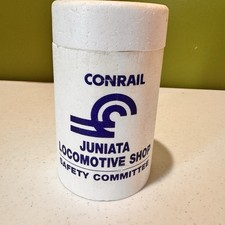 CONRAIL
JUNIATA
LOCOMOTIVE SHOP
SAFETY COMMITTEE